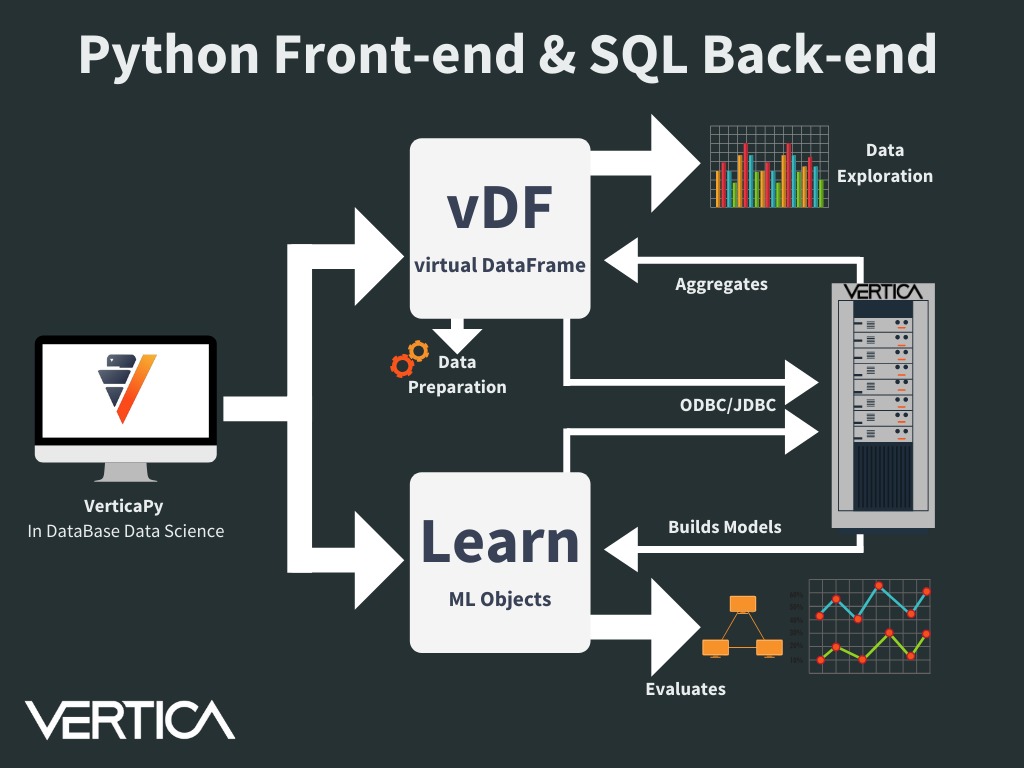 Python Front-end & SQL Back-end
vDF
virtual DataFrame
Data
Exploration
Aggregates
VERTICA
Data
Preparation
ODBC/JDBC
VerticaPy
In DataBase Data Science
Learn
ML Objects
Builds Models
Evaluates
VERTICA